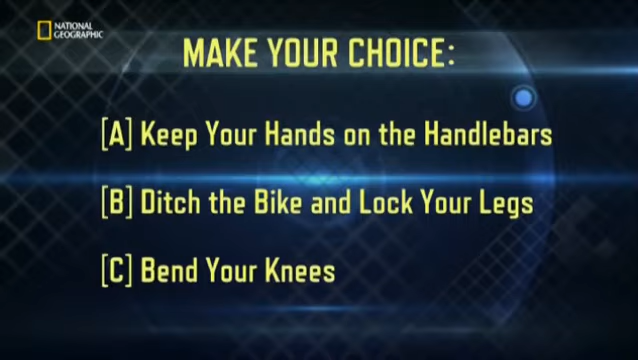 NATIONAL
GEOGRAPHIC
MAKE YOUR CHOICE:
[A] Keep Your Hands on the Handlebars
[B] Ditch the Bike and Lock Your Legs
[C] Bend Your Knees